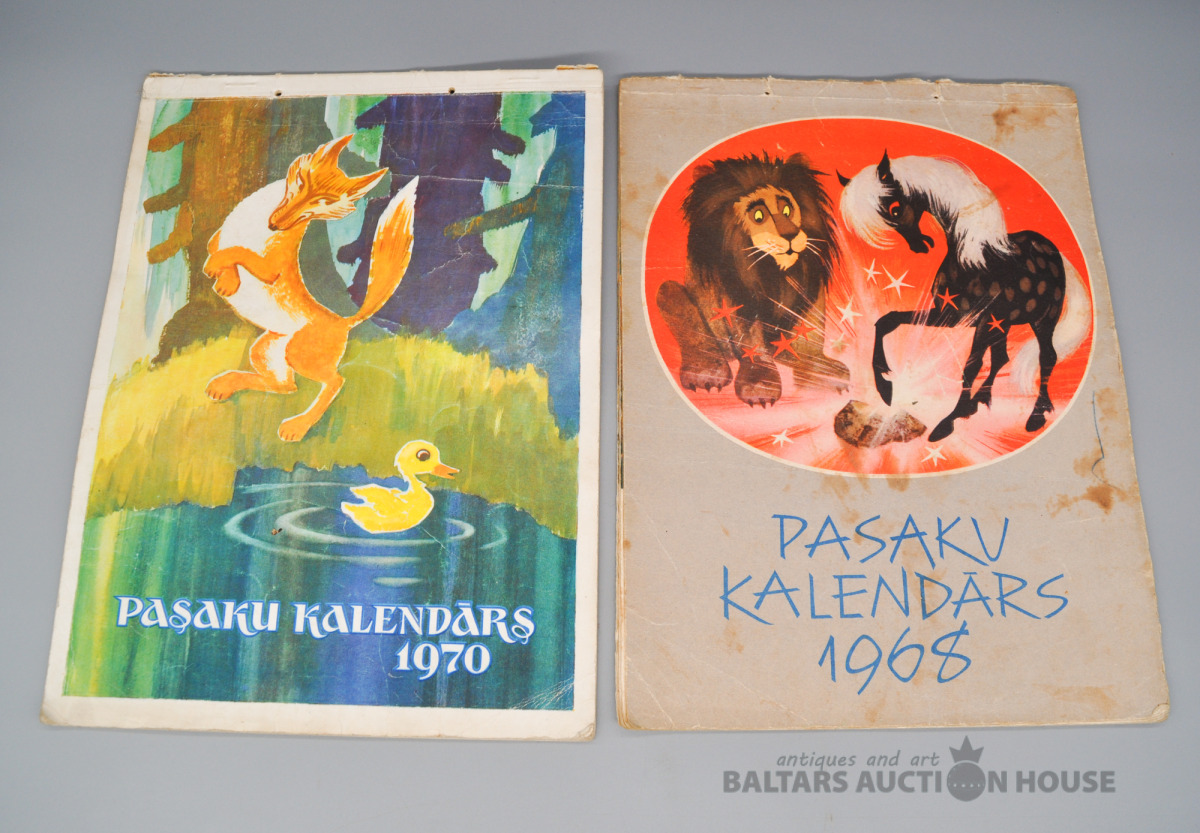 PASAKU KALENDĀRS
1970
PASAKU
KALENDĀRS
1968
antiques and art
BALTARS AUCTION HOUSE